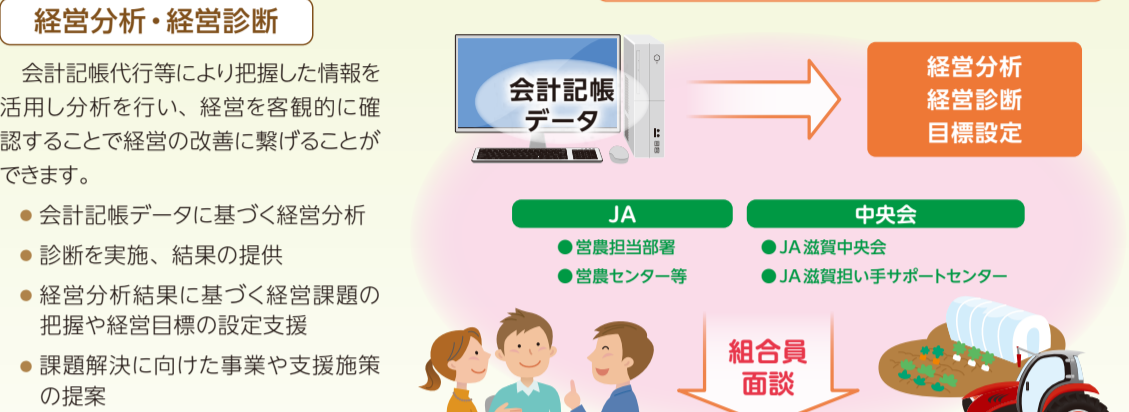 経営分析・経営診断
　会計記帳代行等により把握した情報を
活用し分析を行い、経営を客観的に確
認することで経営の改善に繋げることが
できます。
● 会計記帳データに基づく経営分析
● 診断を実施、結果の提供
● 経営分析結果に基づく経営課題の
把握や経営目標の設定支援
● 課題解決に向けた事業や支援施策
の提案
会計記帳
データ
経営分析
経営診断
目標設定
JA
●営農担当部署
●営農センター等
中央会
●JA滋賀中央会
●JA滋賀担い手サポートセンター
組合員
面談